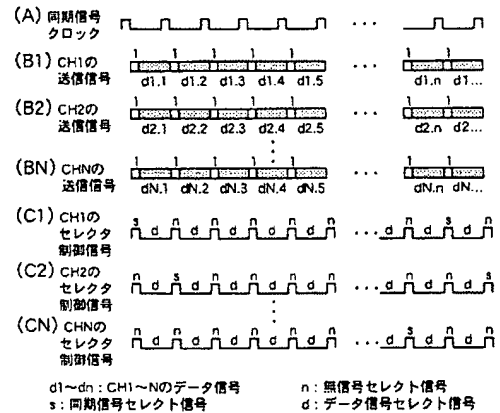 (A) 同期信号
クロック
...
(B1) CH1の
送信信号
1 1 1 1 1 ... 1 1
d1.1 d1.2 d1.3 d1.4 d1.5 d1.n d1...
(B2) CH2の
送信信号
1 1 1 1 1 ... 1 1
d2.1 d2.2 d2.3 d2.4 d2.5 d2.n d2...
(BN) CHNの
送信信号
1 1 1 1 1 ... 1 1
dN.1 dN.2 dN.3 dN.4 dN.5 dN.n dN...
(C1) CH1の
セレクタ
制御信号
s n n n n n n s n
d d d d d ... d d d
(C2) CH2の
セレクタ
制御信号
n s n n n n n n s
d d d d d ... d d d
(CN) CHNの
セレクタ
制御信号
n n n n n n s n n
d d d d d ... d d d
d1〜dn:CH1〜Nのデータ信号 n:無信号セレクト信号
s:同期信号セレクト信号 d:データ信号セレクト信号